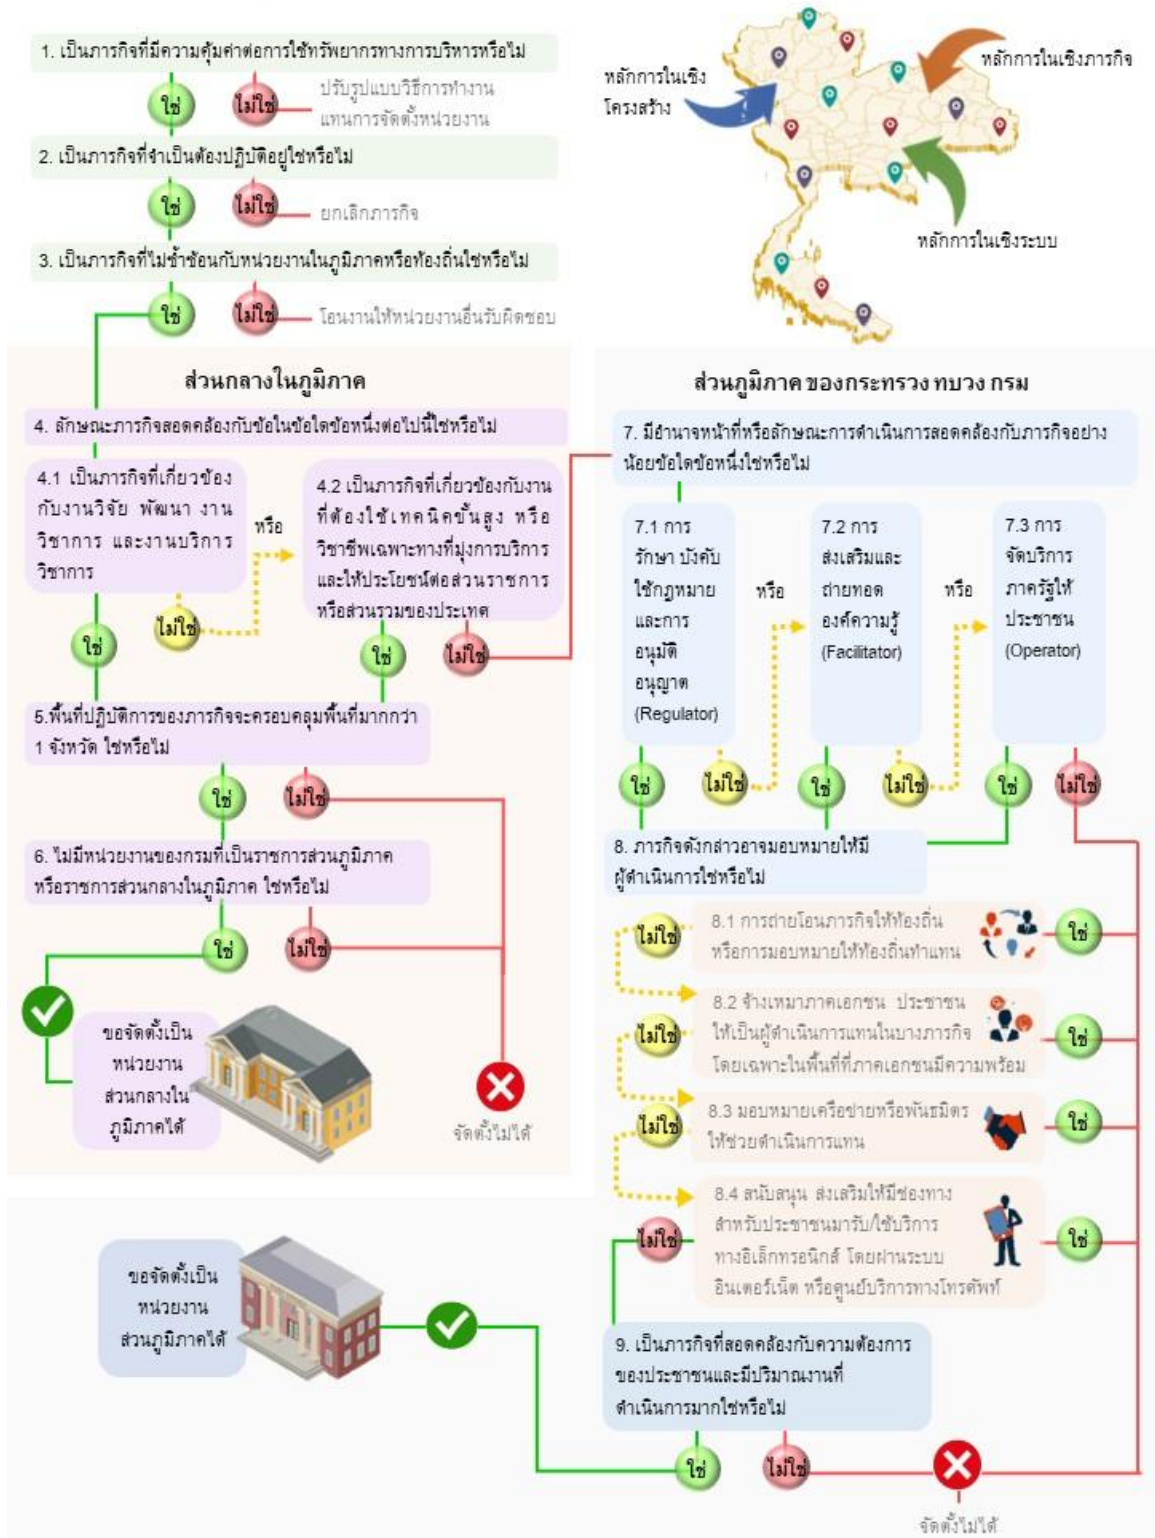 1. เป็นภารกิจที่มีความคุ้มค่าต่อการใช้ทรัพยากรทางการบริหารหรือไม่
ใช่
ไม่ใช่
ปรับรูปแบบวิธีการทำงาน
แทนการจัดตั้งหน่วยงาน
2. เป็นภารกิจที่จำเป็นต้องปฏิบัติอยู่ใช่หรือไม่
ใช่
ไม่ใช่
ยกเลิกภารกิจ
3. เป็นภารกิจที่ไม่ซ้ำซ้อนกับหน่วยงานในภูมิภาคหรือท้องถิ่นใช่หรือไม่
ใช่
ไม่ใช่
โอนงานให้หน่วยงานอื่นรับผิดชอบ
หลักการในเชิง
โครงสร้าง
หลักการในเชิงภารกิจ
หลักการในเชิงระบบ
ส่วนกลางในภูมิภาค
4. ลักษณะภารกิจสอดคล้องกับข้อในข้อใดข้อหนึ่งต่อไปนี้ใช่หรือไม่
4.1 เป็นภารกิจที่เกี่ยวข้อง
กับงานวิจัย พัฒนา งาน
วิชาการ และงานบริการ
วิชาการ
หรือ
4.2 เป็นภารกิจที่เกี่ยวข้องกับงาน
ที่ต้องใช้เทคนิคขั้นสูง หรือ
วิชาชีพเฉพาะทางที่มุ่งการบริการ
และให้ประโยชน์ต่อส่วนราชการ
หรือส่วนรวมของประเทศ
ใช่
ไม่ใช่
ใช่
ไม่ใช่
5.พื้นที่ปฏิบัติการของภารกิจจะครอบคลุมพื้นที่มากกว่า
1 จังหวัด ใช่หรือไม่
ใช่
ไม่ใช่
6. ไม่มีหน่วยงานของกรมที่เป็นราชการส่วนภูมิภาค
หรือราชการส่วนกลางในภูมิภาค ใช่หรือไม่
ใช่
ไม่ใช่
ขอจัดตั้งเป็น
หน่วยงาน
ส่วนกลางใน
ภูมิภาคได้
จัดตั้งไม่ได้
ส่วนภูมิภาค ของกระทรวง ทบวง กรม
7. มีอำนาจหน้าที่หรือลักษณะการดำเนินการสอดคล้องกับภารกิจอย่าง
น้อยข้อใดข้อหนึ่งใช่หรือไม่
7.1 การ
รักษา บังคับ
ใช้กฎหมาย
และการ
อนุมัติ
อนุญาต
(Regulator)
หรือ
7.2 การ
ส่งเสริมและ
ถ่ายทอด
องค์ความรู้
(Facilitator)
หรือ
7.3 การ
จัดบริการ
ภาครัฐให้
ประชาชน
(Operator)
ใช่
ไม่ใช่
ใช่
ไม่ใช่
ใช่
ไม่ใช่
8. ภารกิจดังกล่าวอาจมอบหมายให้มี
ผู้ดำเนินการใช่หรือไม่
ไม่ใช่
8.1 การถ่ายโอนภารกิจให้ท้องถิ่น
หรือการมอบหมายให้ท้องถิ่นทำแทน
ใช่
ไม่ใช่
8.2 จ้างเหมาภาคเอกชน ประชาชน
ให้เป็นผู้ดำเนินการแทนในบางภารกิจ
โดยเฉพาะในพื้นที่ที่ภาคเอกชนมีความพร้อม
ใช่
ไม่ใช่
8.3 มอบหมายเครือข่ายหรือพันธมิตร
ให้ช่วยดำเนินการแทน
ใช่
ไม่ใช่
8.4 สนับสนุน ส่งเสริมให้มีช่องทาง
สำหรับประชาชนมารับ/ใช้บริการ
ทางอิเล็กทรอนิกส์ โดยผ่านระบบ
อินเตอร์เน็ต หรือศูนย์บริการทางโทรศัพท์
ใช่
9. เป็นภารกิจที่สอดคล้องกับความต้องการ
ของประชาชนและมีปริมาณงานที่
ดำเนินการมากใช่หรือไม่
ใช่
ไม่ใช่
จัดตั้งไม่ได้
ขอจัดตั้งเป็น
หน่วยงาน
ส่วนภูมิภาคได้